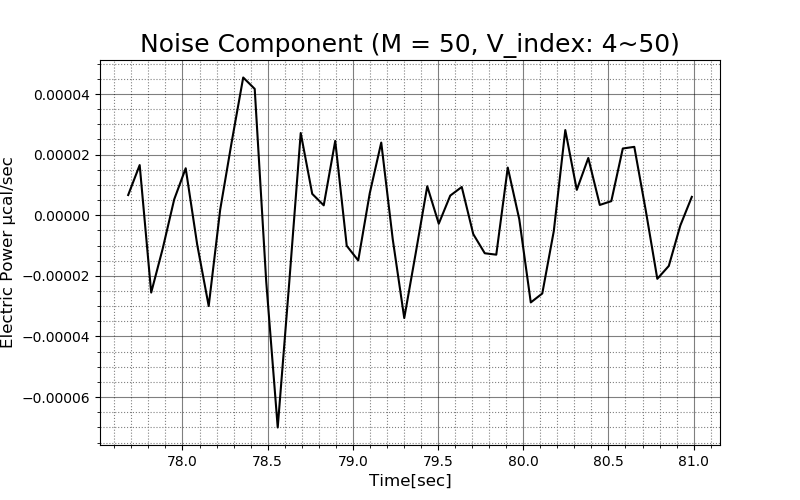 Noise Component (M = 50, V_index: 4~50)
Electric Power μcal/sec
0.00004
0.00002
0.00000
−0.00002
−0.00004
−0.00006
78.0 78.5 79.0 79.5 80.0 80.5 81.0
Time[sec]